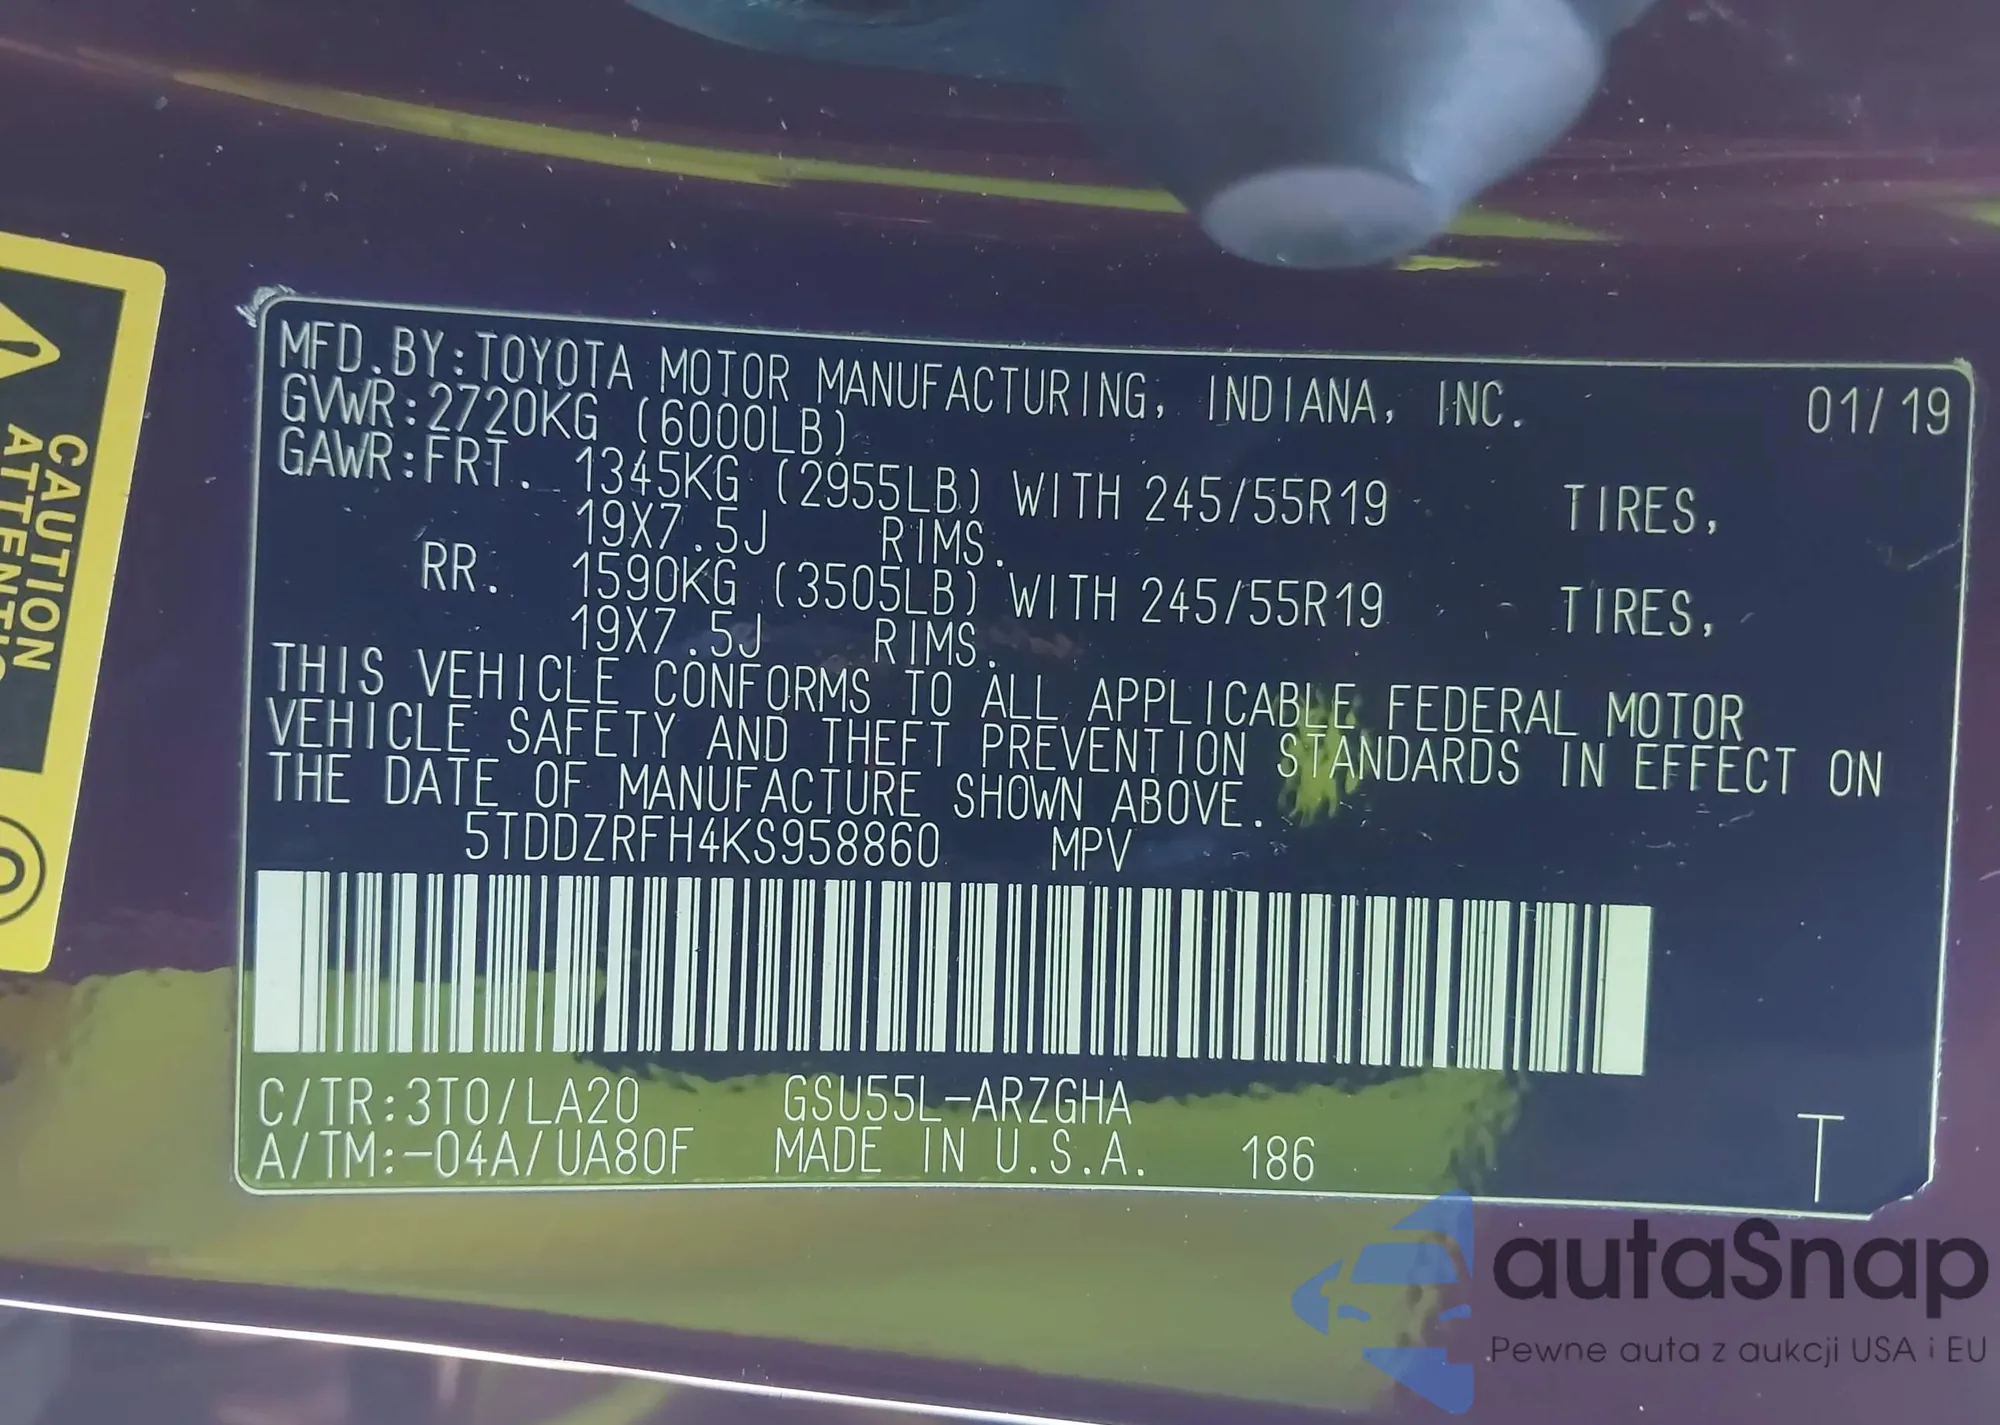 CAUTION
MFD.BY:TOYOTA MOTOR MANUFACTURING, INDIANA, INC. 01/19
GVWR:2720KG (6000LB)
GAWR:FRT. 1345KG (2955LB) WITH 245/55R19 TIRES,
19X7.5J RIMS.
RR. 1590KG (3505LB) WITH 245/55R19 TIRES,
19X7.5J RIMS.
THIS VEHICLE CONFORMS TO ALL APPLICABLE FEDERAL MOTOR
VEHICLE SAFETY AND THEFT PREVENTION STANDARDS IN EFFECT ON
THE DATE OF MANUFACTURE SHOWN ABOVE.
5TDDZRFH4KS958860 MPV
C/TR:3T0/LA20 GSU55L-ARZGHA
A/TM:-04A/UA80F MADE IN U.S.A. 186 T
autaSnap
Pewne auta z aukcji USA i EU